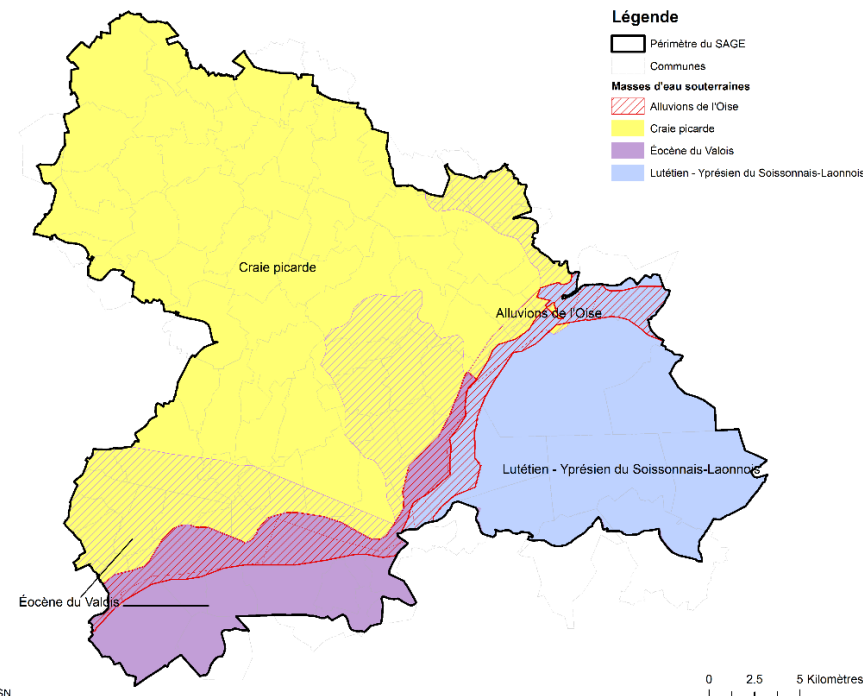 Légende
Périmètre du SAGE
Communes
Masses d'eau souterraines
Alluvions de l'Oise
Craie picarde
Éocène du Valois
Lutétien - Yprésien du Soissonnais-Laonnois
Craie picarde
Alluvions de l'Oise
Lutétien - Yprésien du Soissonnais-Laonnois
Éocène du Valois
0 2.5 5 Kilomètres
SN